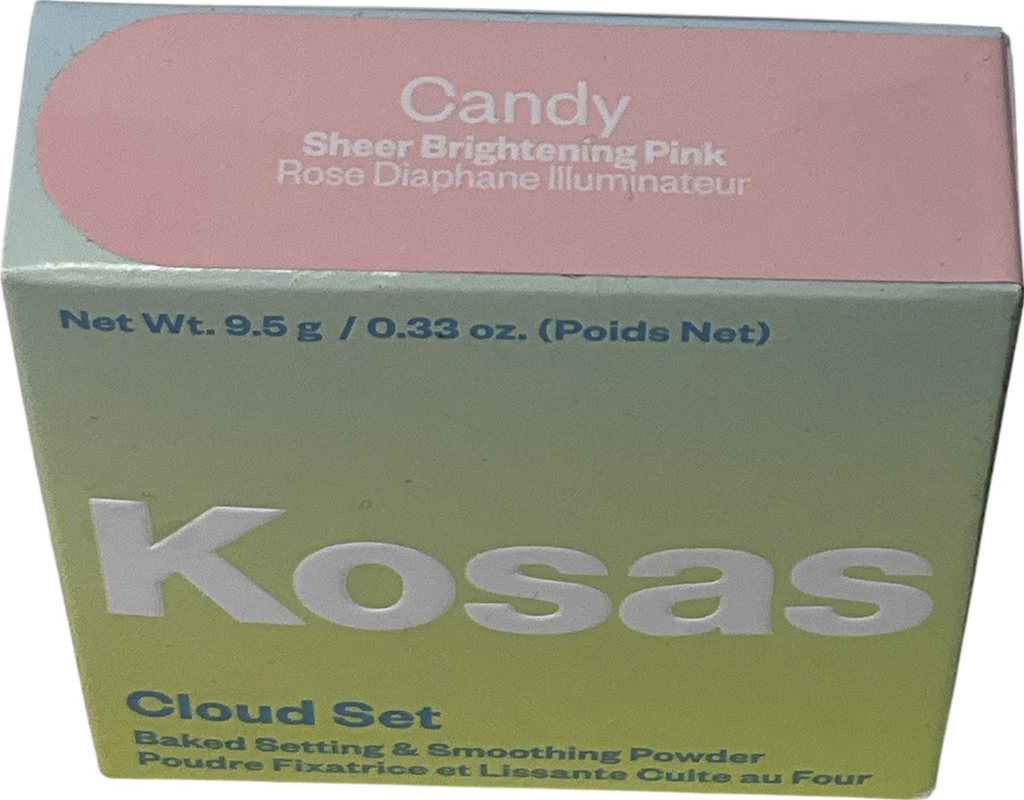 Candy
Sheer Brightening Pink
Rose Diaphane Illuminateur
Net Wt. 9.5 g / 0.33 oz. (Poids Net)
Kosas
Cloud Set
Baked Setting & Smoothing Powder
Poudre Fixatrice et Lissante Cuite au Four